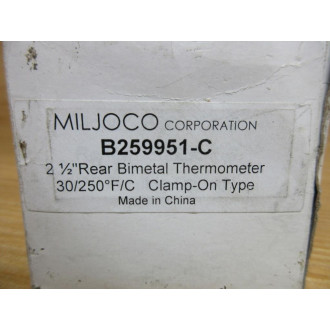 MILJOCO CORPORATION
B259951-C
2 ½"Rear Bimetal Thermometer
30/250°F/C Clamp-On Type
Made in China